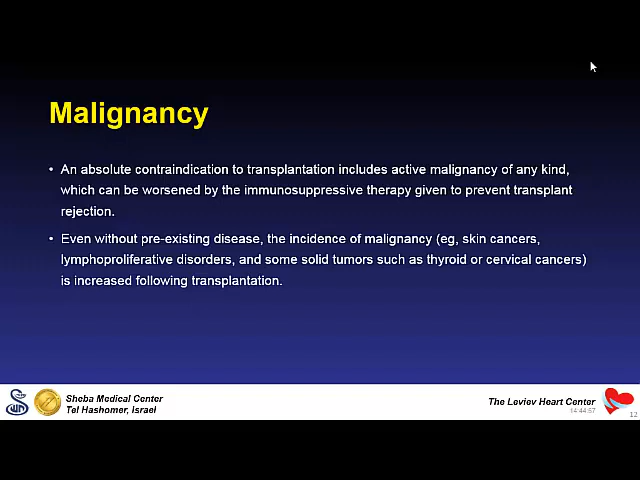 Malignancy
• An absolute contraindication to transplantation includes active malignancy of any kind,
which can be worsened by the immunosuppressive therapy given to prevent transplant
rejection.
• Even without pre-existing disease, the incidence of malignancy (eg, skin cancers,
lymphoproliferative disorders, and some solid tumors such as thyroid or cervical cancers)
is increased following transplantation.
Sheba Medical Center
Tel Hashomer, Israel
The Leviev Heart Center
14:44:57
12